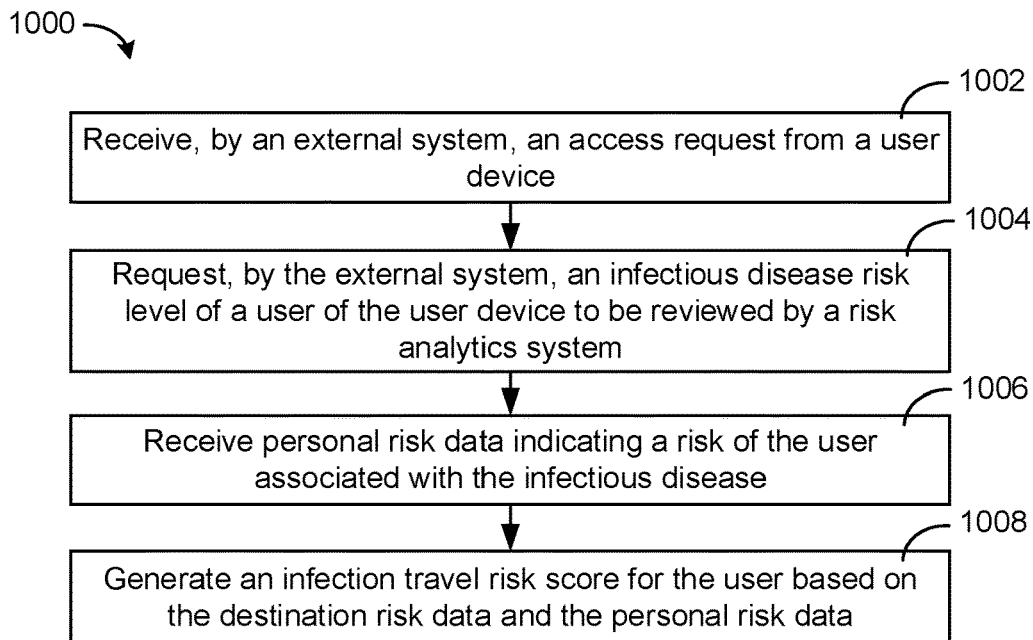 1000
1002
Receive, by an external system, an access request from a user
device
1004
Request, by the external system, an infectious disease risk
level of a user of the user device to be reviewed by a risk
analytics system
1006
Receive personal risk data indicating a risk of the user
associated with the infectious disease
1008
Generate an infection travel risk score for the user based on
the destination risk data and the personal risk data